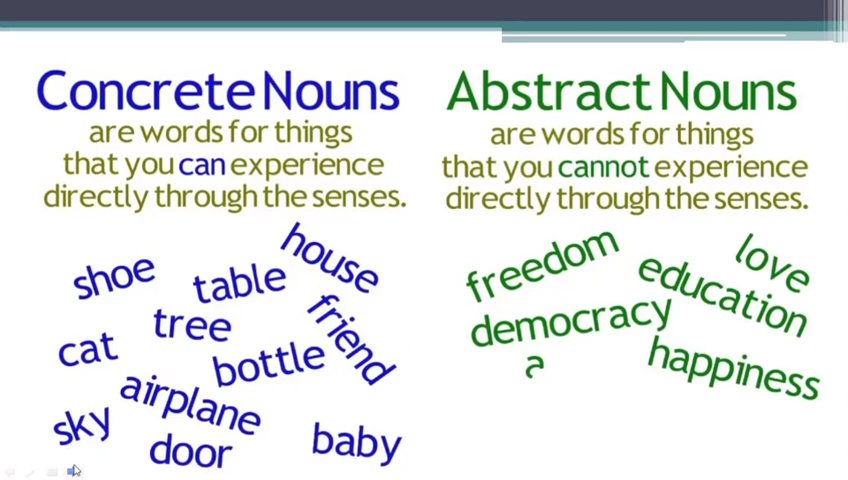 Concrete Nouns
are words for things
that you can experience
directly through the senses.
shoe
table
house
cat
tree
friend
bottle
airplane
sky
door
baby
Abstract Nouns
are words for things
that you cannot experience
directly through the senses.
freedom
love
education
democracy
a
happiness